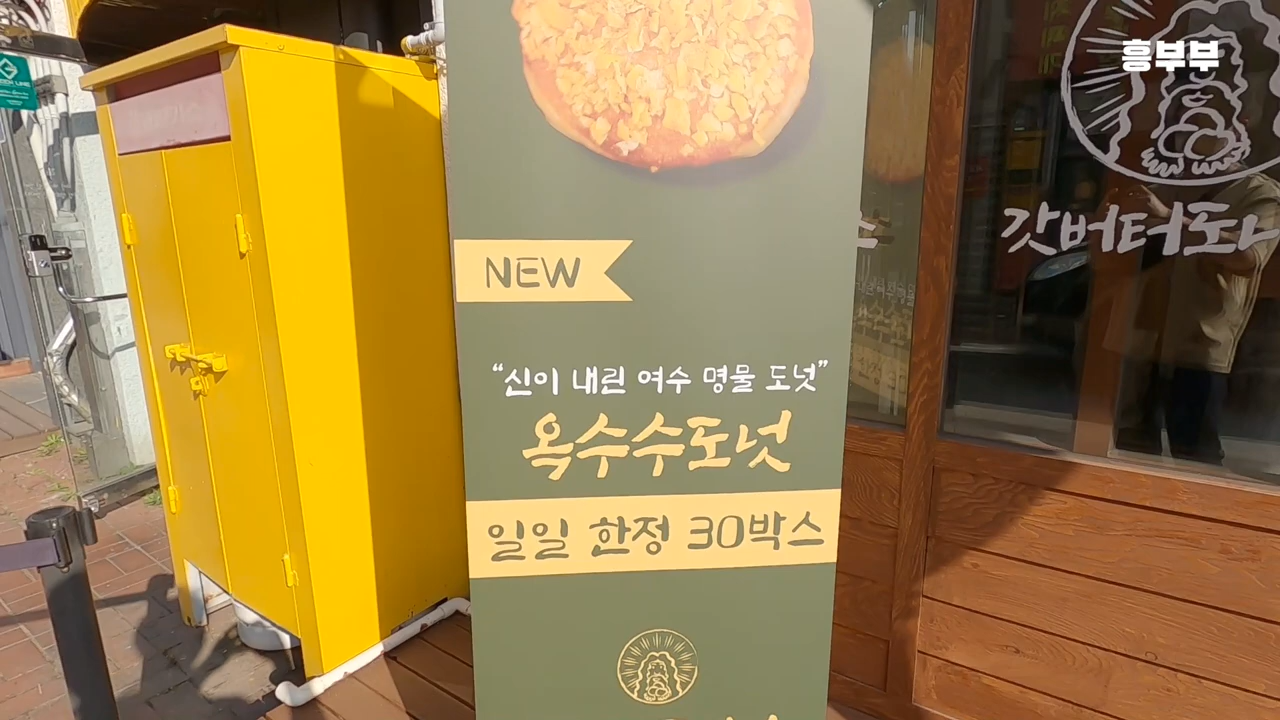 흥부부
갓버터도
NEW
“신이 내린 여수 명물 도넛”
옥수수도넛
일일 한정 30박스